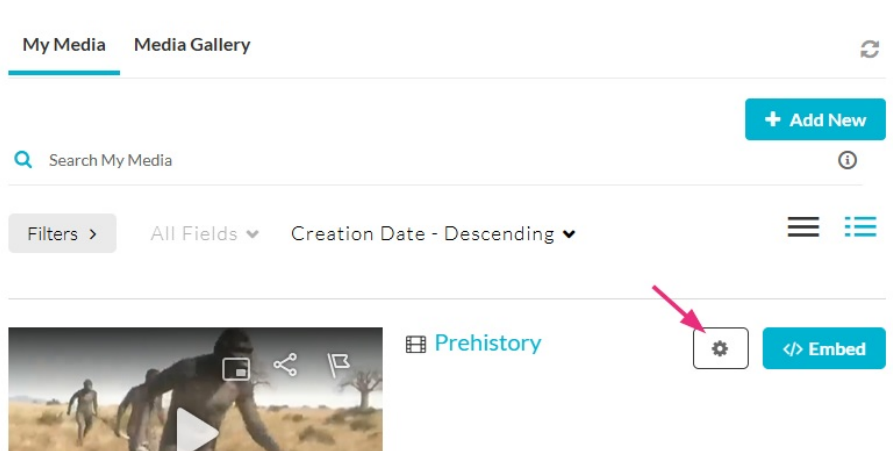 My Media Media Gallery
+ Add New
Search My Media
Filters > All Fields Creation Date - Descending
Prehistory </> Embed